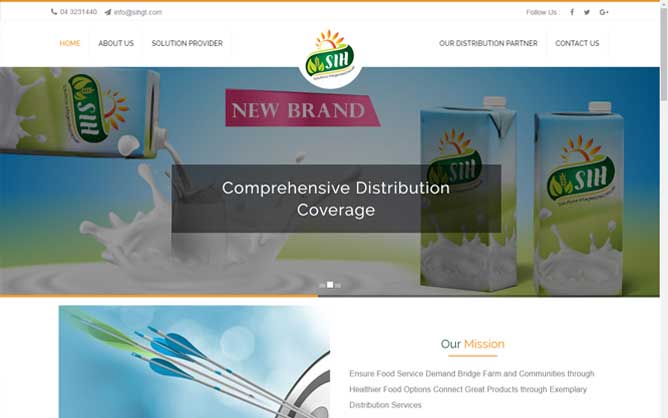 04 3231440 info@sihgt.com Follow Us :
HOME ABOUT US SOLUTION PROVIDER OUR DISTRIBUTION PARTNER CONTACT US
SIH
NEW BRAND
SIH
SIH
SIH
Comprehensive Distribution
Coverage
Our Mission
Ensure Food Service Demand Bridge Farm and Communities through
Healthier Food Options Connect Great Products through Exemplary
Distribution Services